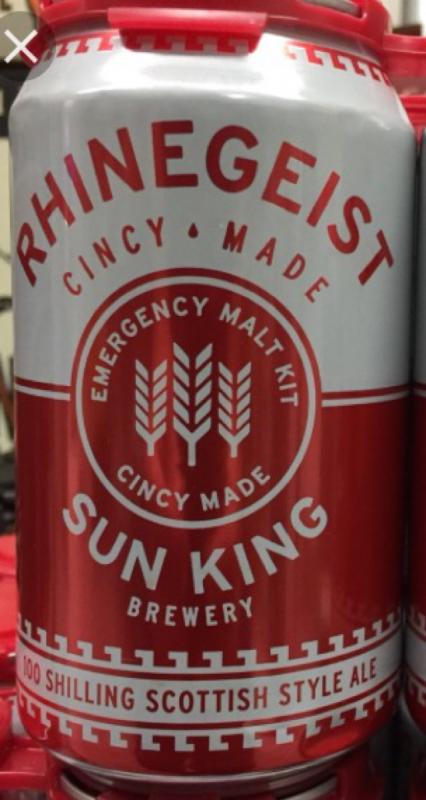 RHINEGEIST
CINCY • MADE
EMERGENCY MALT KIT
CINCY MADE
SUN KING
BREWERY
100 SHILLING SCOTTISH STYLE ALE